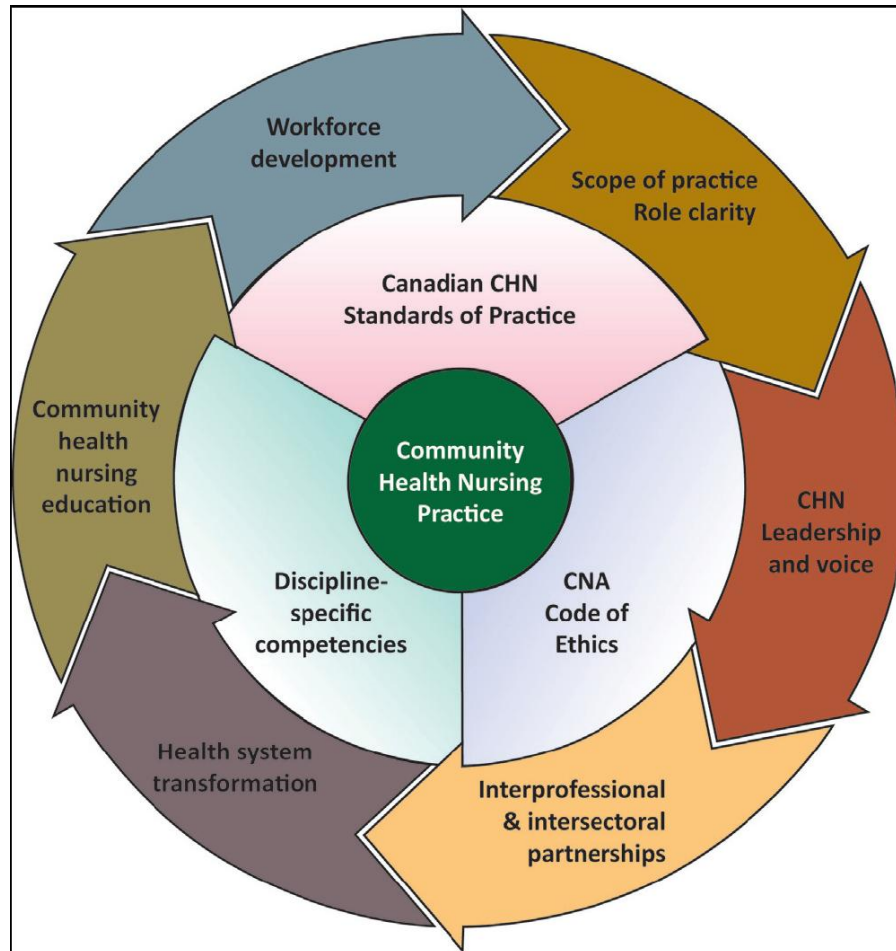 Workforce
development
Scope of practice
Role clarity
Canadian CHN
Standards of Practice
Community
health
nursing
education
Community
Health Nursing
Practice
CHN
Leadership
and voice
Discipline-
specific
competencies
CNA
Code of
Ethics
Health system
transformation
Interprofessional
& intersectoral
partnerships